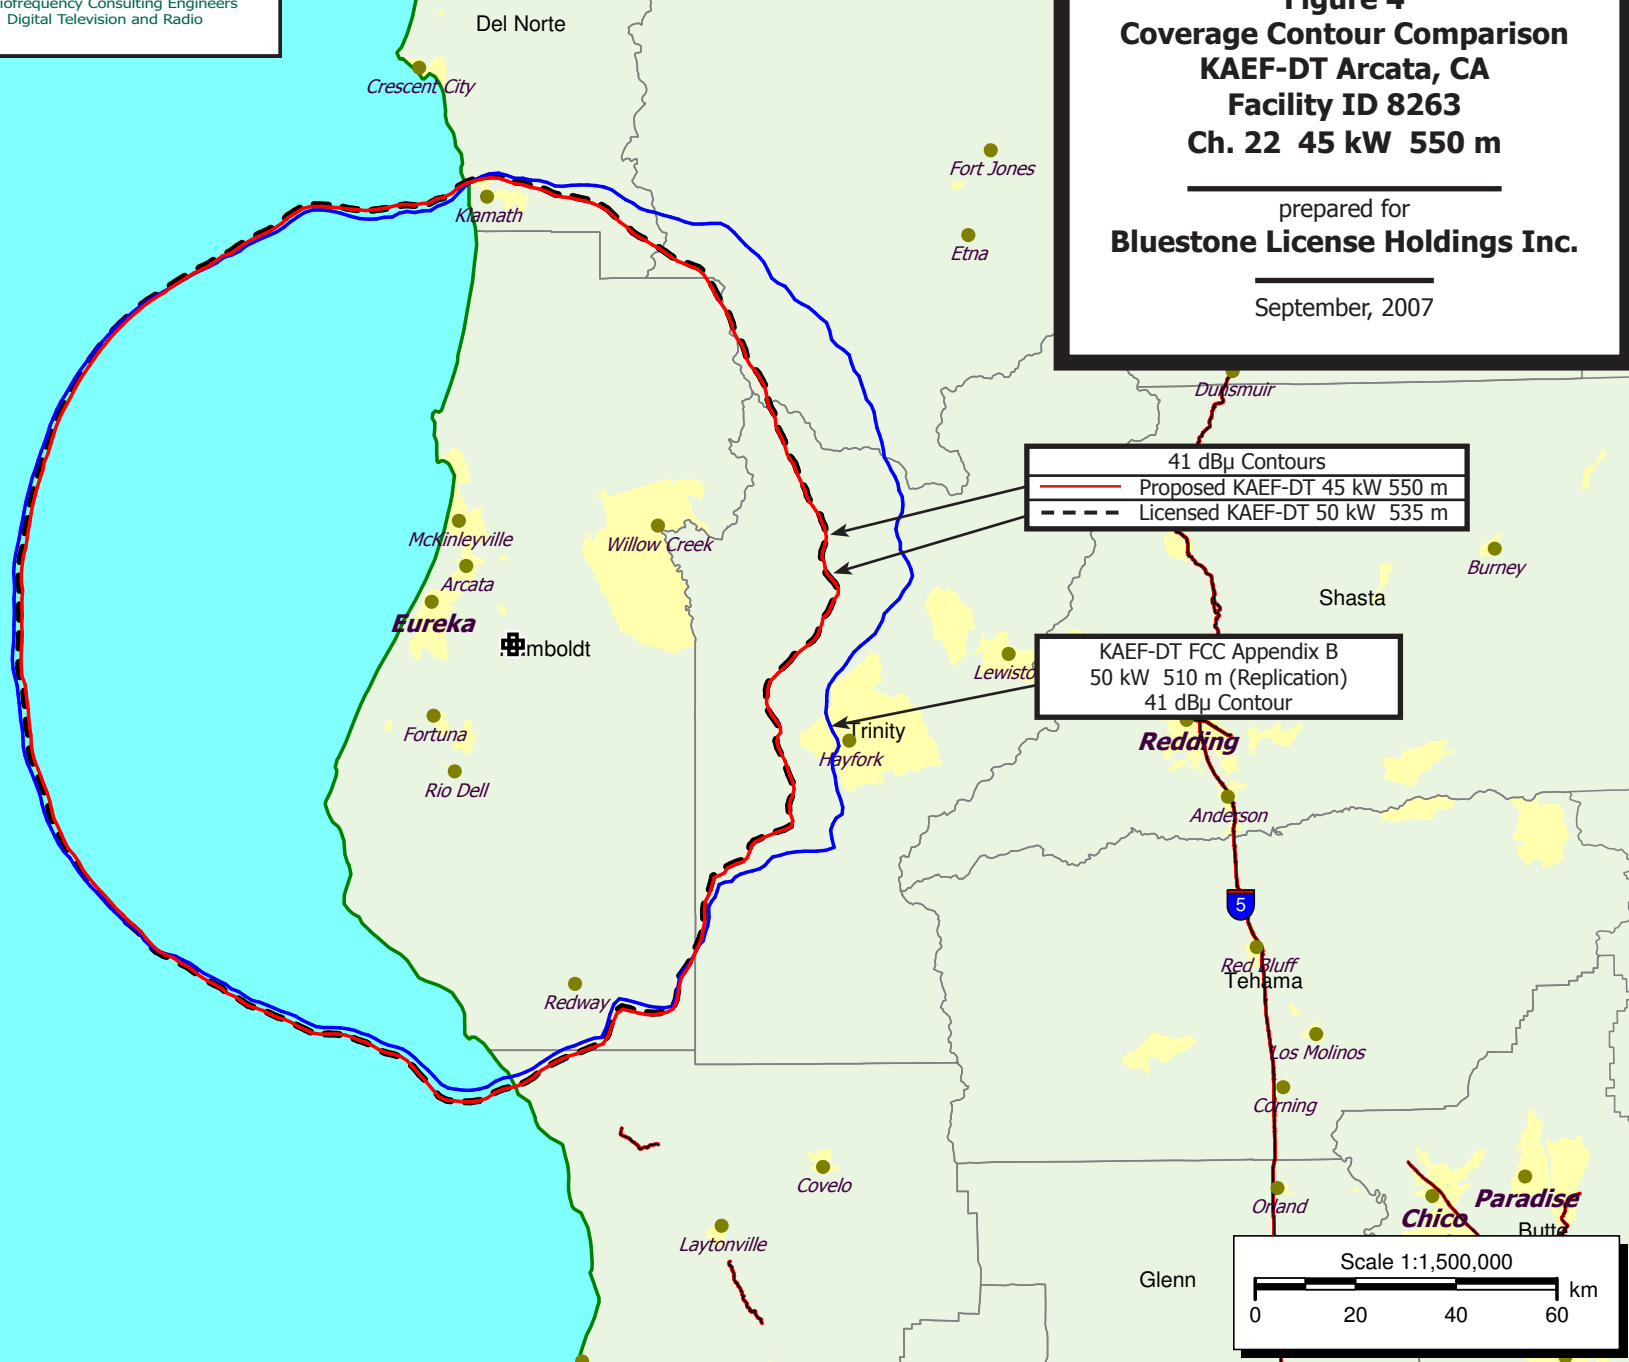 Digital Television and Radio
Consulting Engineers
Figure 4
Coverage Contour Comparison
KAEF-DT Arcata, CA
Facility ID 8263
Ch. 22 45 kW 550 m
prepared for
Bluestone License Holdings Inc.
September, 2007
Del Norte
Crescent City
Fort Jones
Klamath
Etna
Dunsmuir
41 dBµ Contours
Proposed KAEF-DT 45 kW 550 m
Licensed KAEF-DT 50 kW 535 m
McKinleyville
Willow Creek
Burney
Arcata
Shasta
Eureka
mboldt
KAEF-DT FCC Appendix B
50 kW 510 m (Replication)
41 dBµ Contour
Lewisto
Fortuna
Trinity
Redding
Hayfork
Rio Dell
Anderson
5
Red Bluff
Tehama
Redway
Los Molinos
Corning
Covelo
Orland
Paradise
Chico
Butte
Laytonville
Glenn
Scale 1:1,500,000
km
0 20 40 60